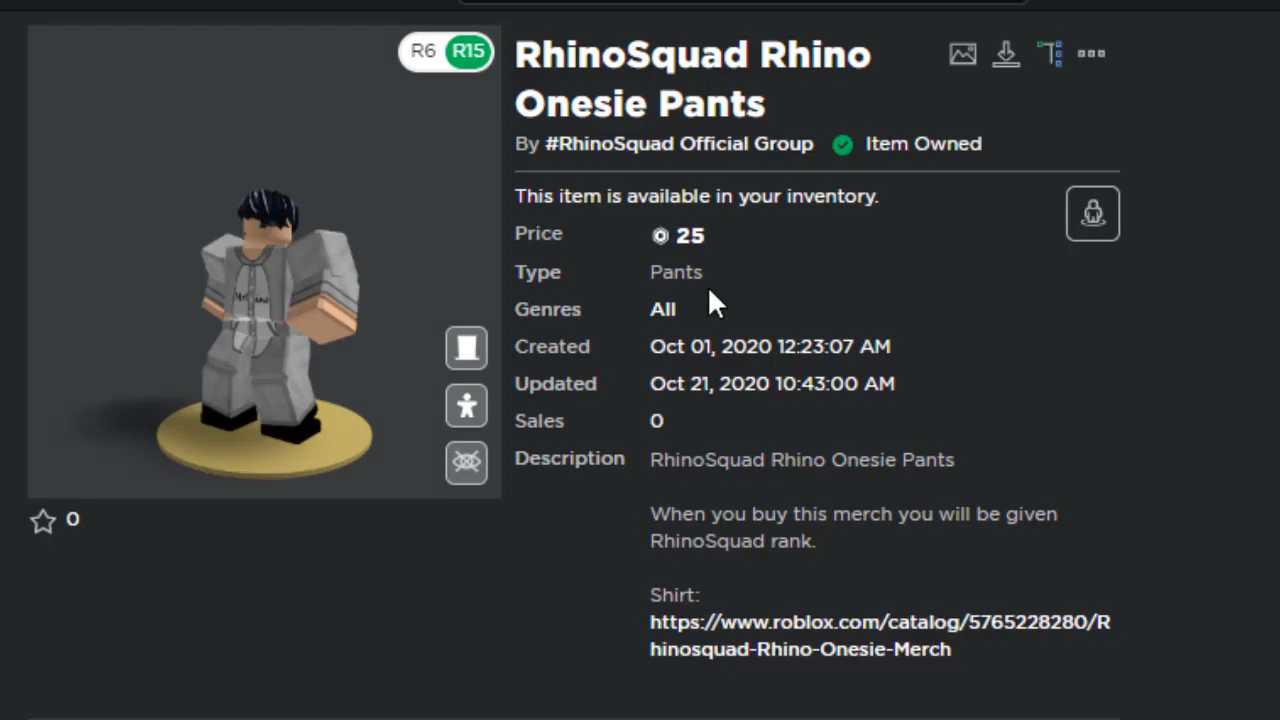 R6 R15
RhinoSquad Rhino
Onesie Pants
By #RhinoSquad Official Group Item Owned
This item is available in your inventory.
Price 25
Type Pants
Genres All
Created Oct 01, 2020 12:23:07 AM
Updated Oct 21, 2020 10:43:00 AM
Sales 0
Description RhinoSquad Rhino Onesie Pants
When you buy this merch you will be given
RhinoSquad rank.
Shirt:
https://www.roblox.com/catalog/5765228280/R
hinosquad-Rhino-Onesie-Merch
0